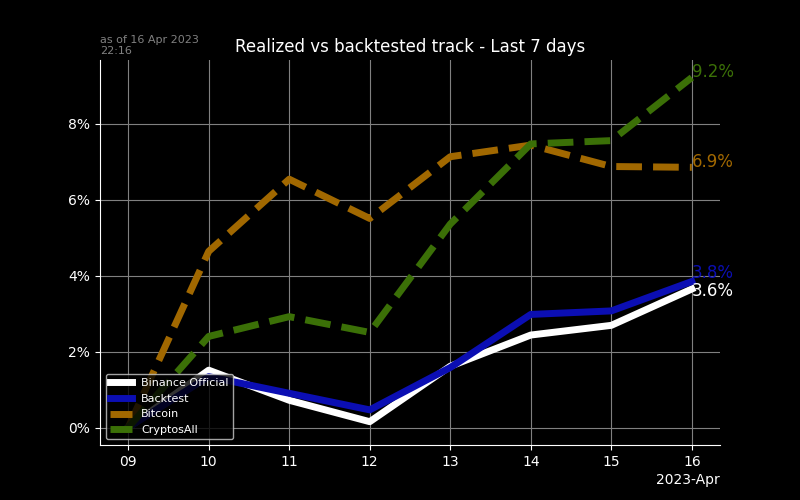 as of 16 Apr 2023
22:16
Realized vs backtested track - Last 7 days
9.2%
8%
6.9%
6%
4%
3.8%
3.6%
2%
0%
Binance Official
Backtest
Bitcoin
CryptosAll
09 10 11 12 13 14 15 16
2023-Apr